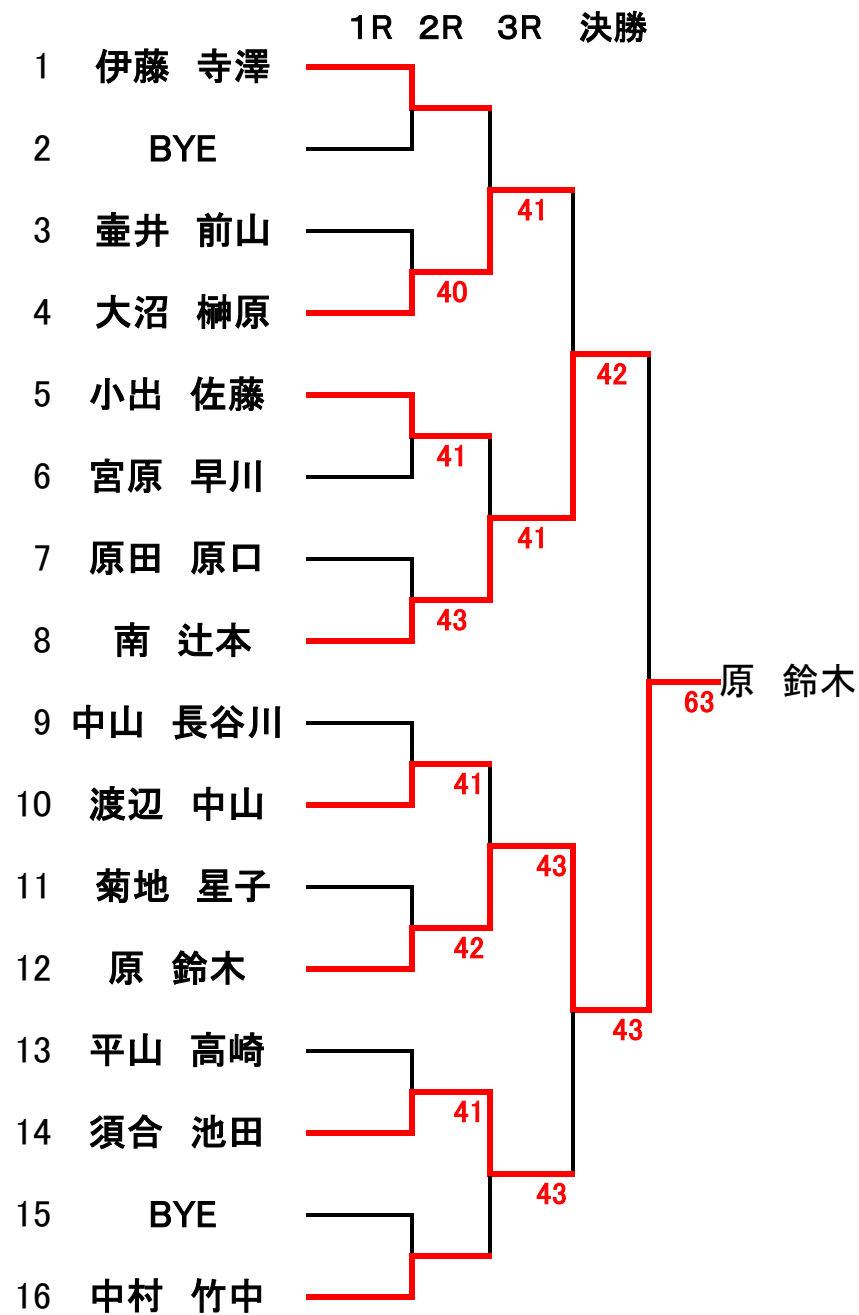 1R 2R 3R 決勝
1 伊藤 寺澤
2 BYE
3 壷井 前山
41
40
4 大沼 榊原
42
5 小出 佐藤
41
6 宮原 早川
41
7 原田 原口
43
8 南 辻本
原 鈴木
63
9 中山 長谷川
41
10 渡辺 中山
43
11 菊地 星子
42
12 原 鈴木
43
13 平山 高崎
41
14 須合 池田
43
15 BYE
16 中村 竹中